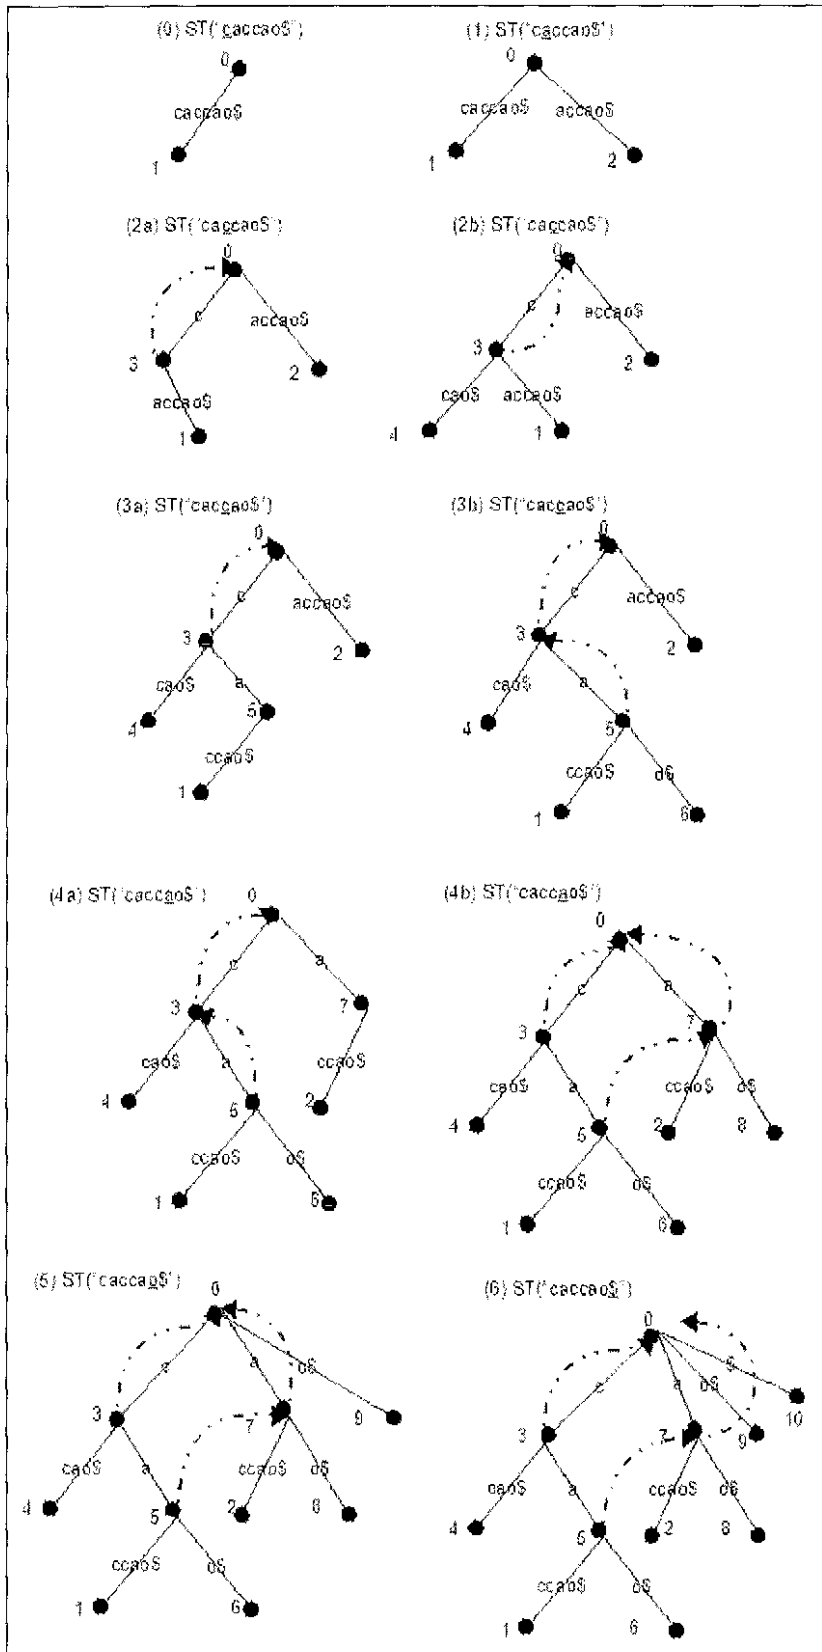 (0) ST("caccao$") (1) ST("caccao$")
0 0
caccao$ caccao$ accao$
1 1 2
(2a) ST("caccao$") (2b) ST("caccao$")
0 0
c accao$ c accao$
3 2 3 2
accao$ cao$ accao$
1 4 1
(3a) ST("caccao$") (3b) ST("caccao$")
0 0
c accao$ c accao$
3 2 3 2
cao$ a cao$ a
4 5 4 5
ccao$ ccao$ o$
1 1 6
(4a) ST("caccao$") (4b) ST("caccao$")
0 0
c a c a
3 7 3 7
cao$ a ccao$ cao$ a ccao$ o$
4 5 2 4 5 2 8
ccao$ o$ ccao$ o$
1 6 1 6
(5) ST("caccao$") (6) ST("caccao$")
0 0
c a o$ c a o$ $
3 7 9 3 7 9 10
cao$ a ccao$ o$ cao$ a ccao$ o$
4 5 2 8 4 5 2 8
ccao$ o$ ccao$ o$
1 6 1 6